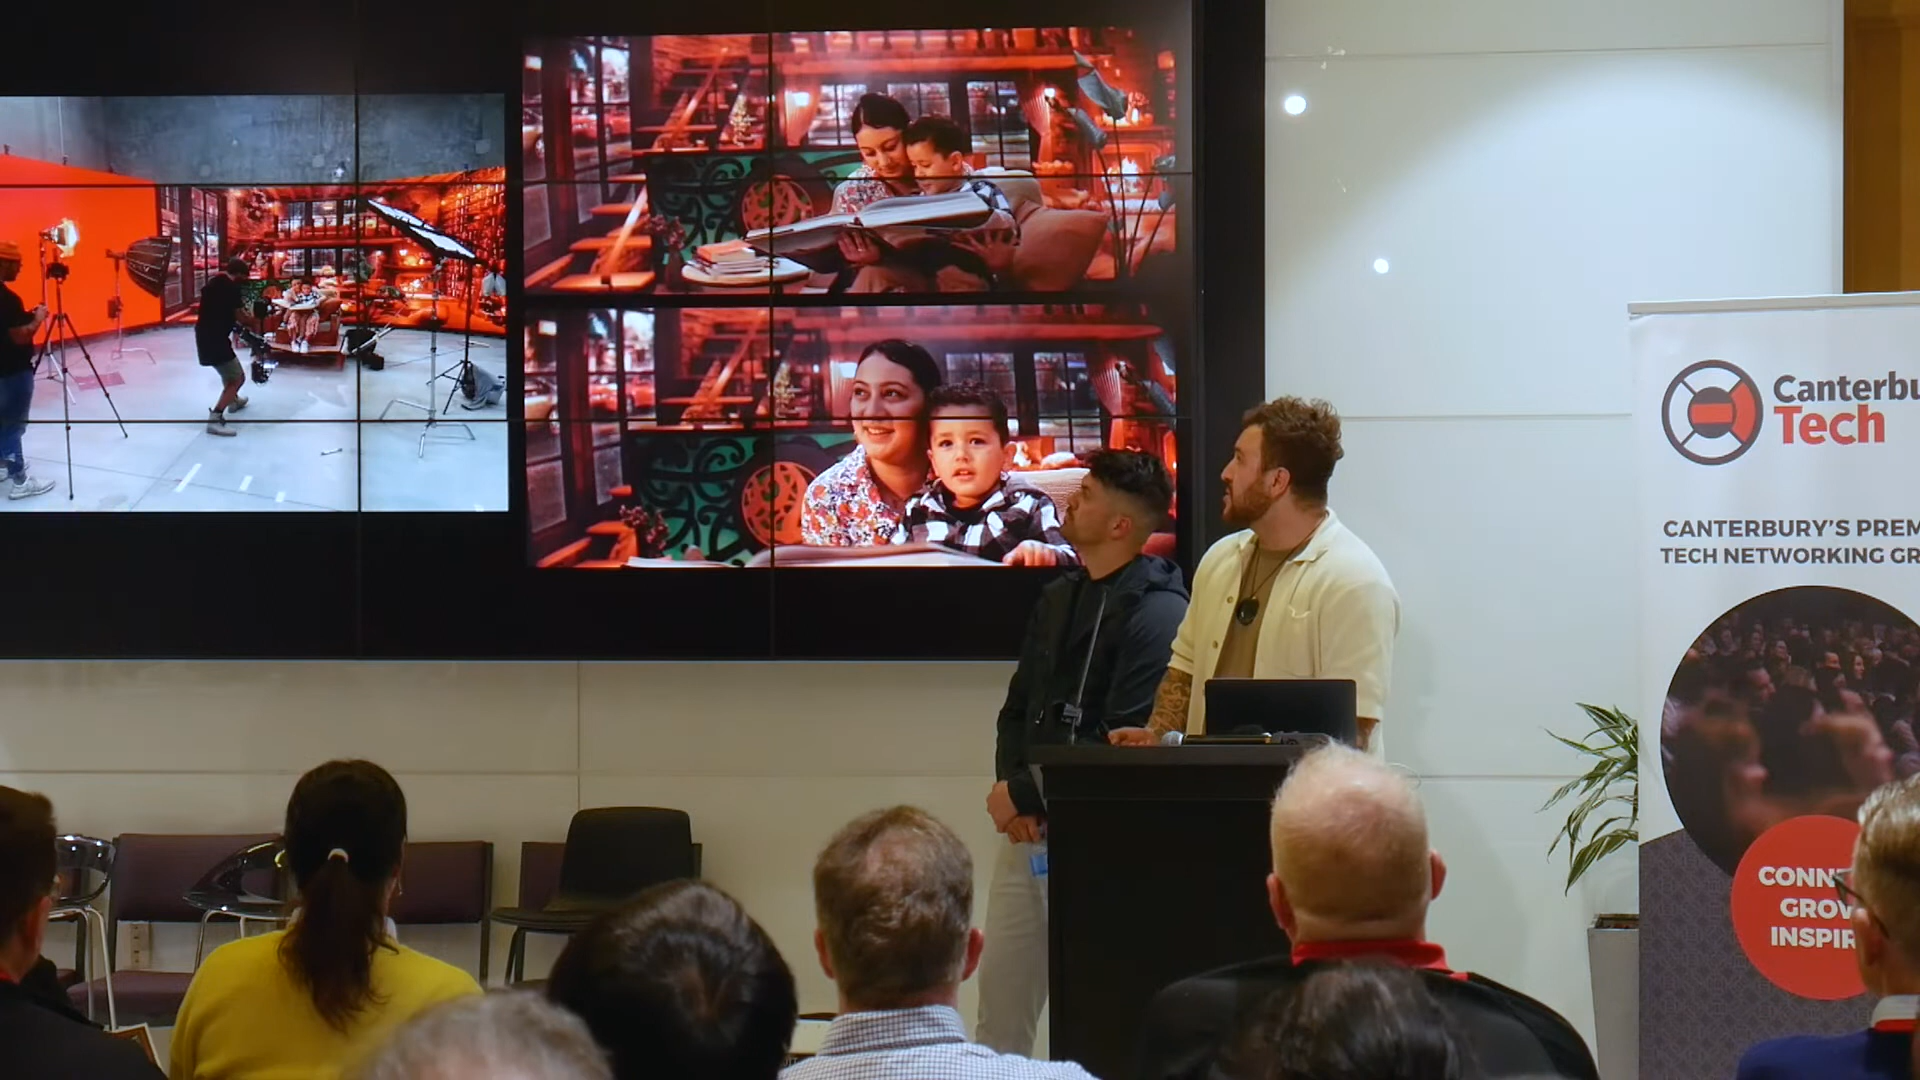 Canterbu
Tech
CANTERBURY'S PREM
TECH NETWORKING GR
CONN
GROW
INSPIR